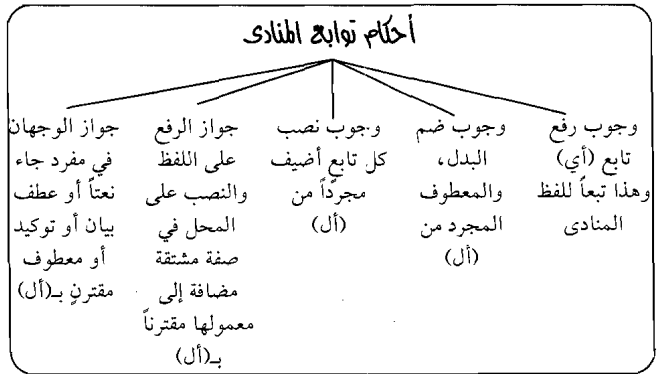 أحكام توابع المنادى
وجوب رفع
تابع (أي)
وهذا تبعاً للفظ
المنادى
وجوب ضم
البدل،
والمعطوف
المجرد من
(أل)
وجوب نصب
كل تابع أضيف
مجرّداً من
(أل)
جواز الرفع
على اللفظ
والنصب على
المحل في
صفة مشتقة
مضافة إلى
معمولها مقترناً
بـ(أل)
جواز الوجهان
في مفرد جاء
نعتاً أو عطف
بيان أو توكيد
أو معطوف
مقترنٍ بـ(أل)